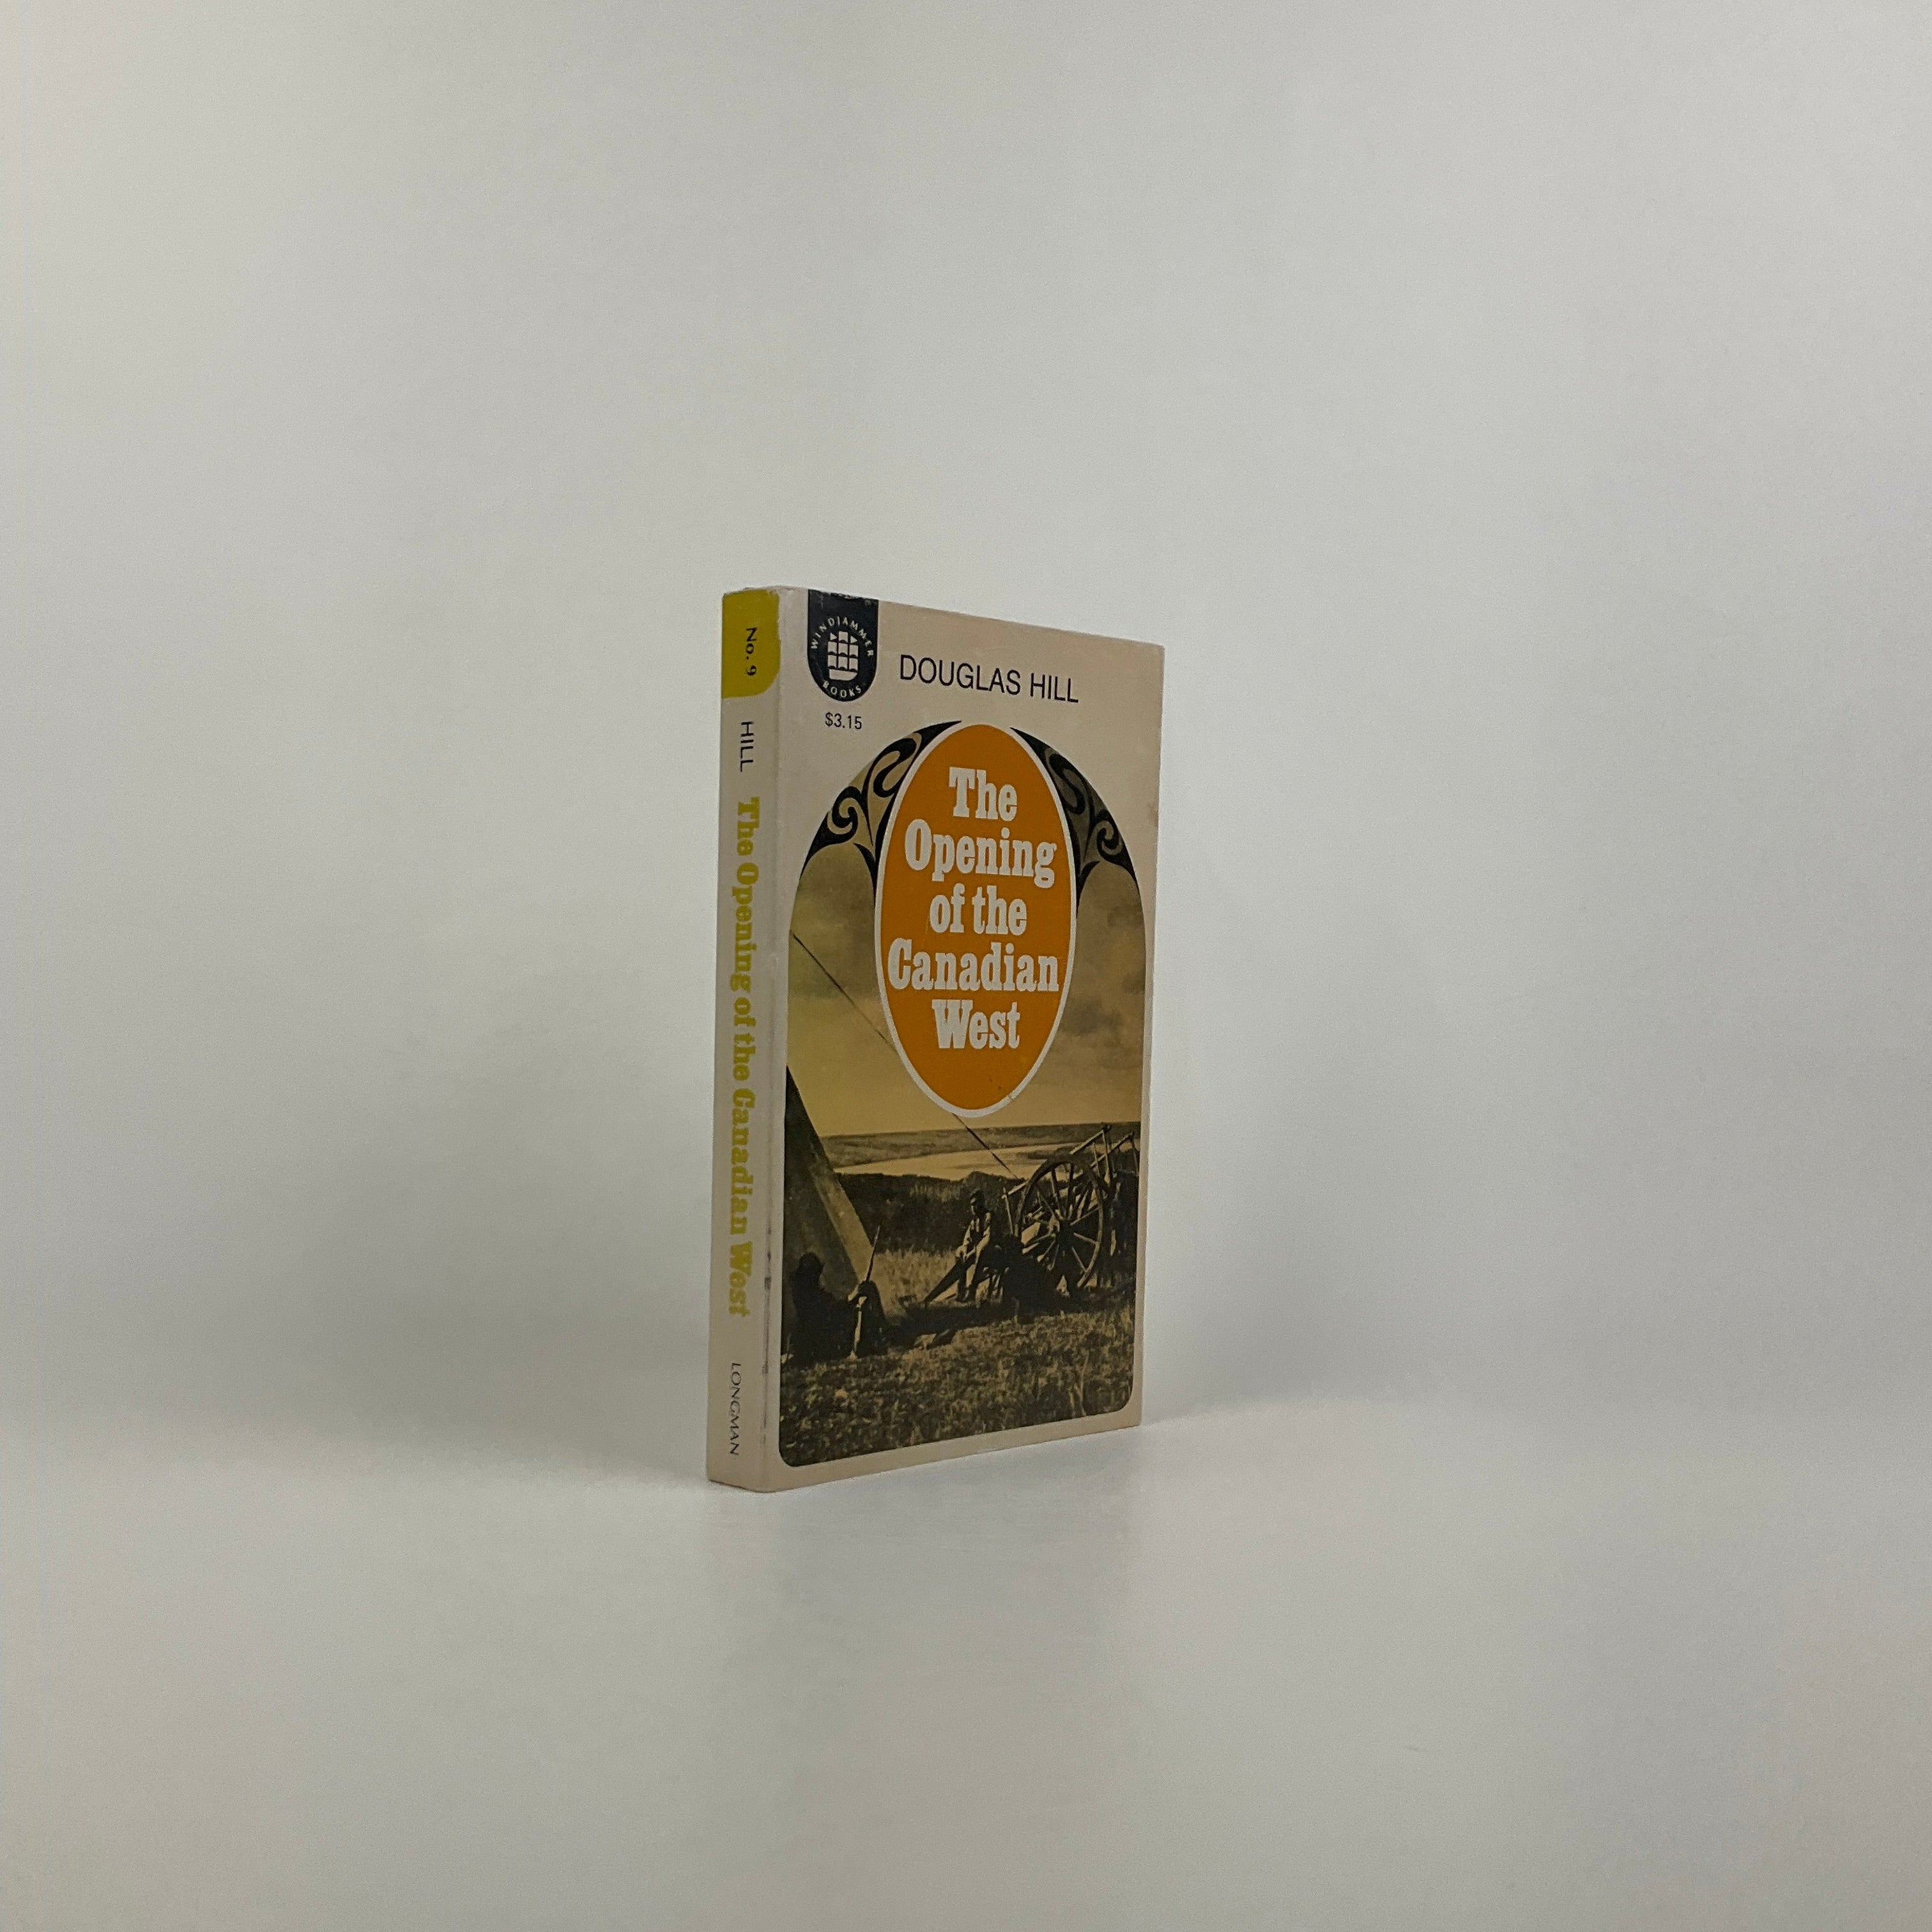 No. 9
HILL
The Opening of the Canadian West
LONGMAN
WINDJAMMER
BOOKS
$3.15
DOUGLAS HILL
The
Opening
of the
Canadian
West